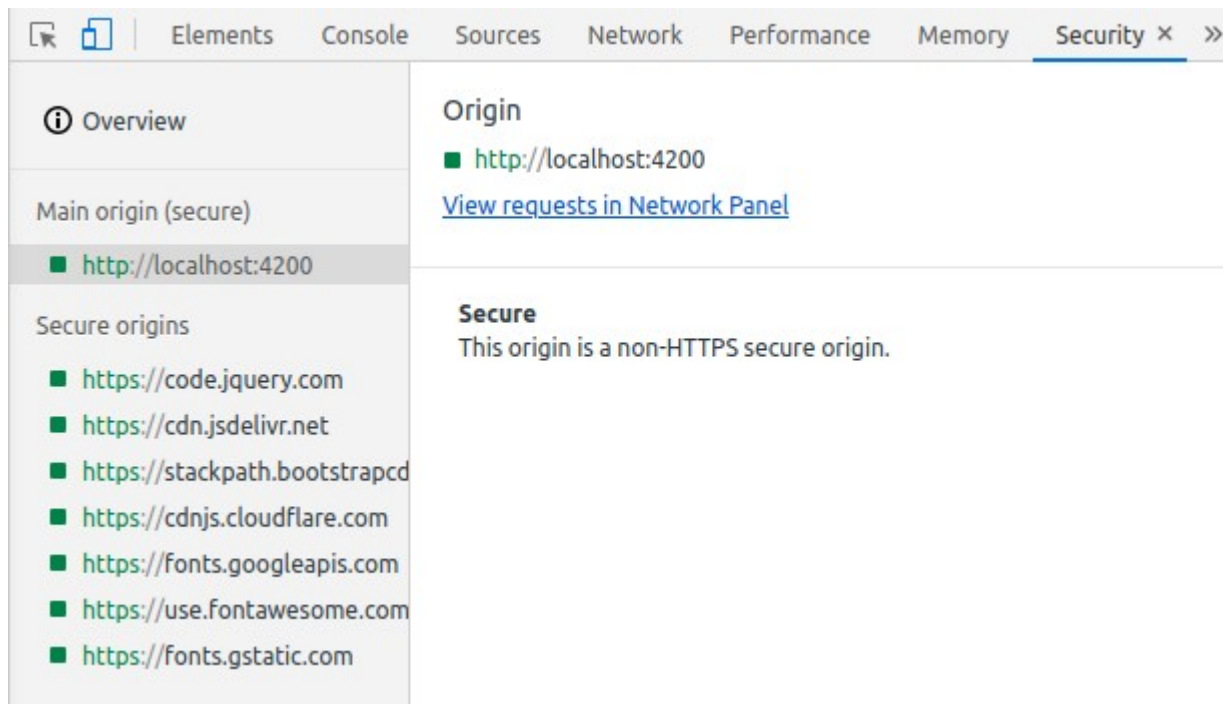 Elements Console Sources Network Performance Memory Security × »
Overview
Main origin (secure)
http://localhost:4200
Secure origins
https://code.jquery.com
https://cdn.jsdelivr.net
https://stackpath.bootstrapcd
https://cdnjs.cloudflare.com
https://fonts.googleapis.com
https://use.fontawesome.com
https://fonts.gstatic.com
Origin
http://localhost:4200
View requests in Network Panel
Secure
This origin is a non-HTTPS secure origin.